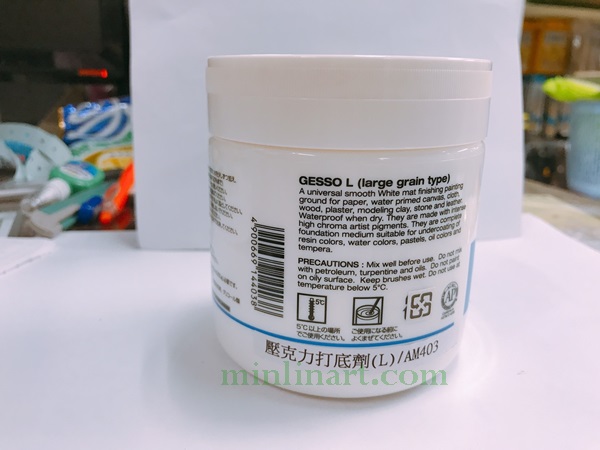 GESSO L (large grain type)
A universal smooth White mat finishing painting
ground for paper, water primed canvas, cloth,
wood, plaster, modeling clay, stone and leather.
Waterproof when dry. They are made with intense
high chroma artist pigments. They are complete
foundation medium suitable for undercoating of
resin colors, water colors, pastels, oil colors and
tempera.
PRECAUTIONS : Mix well before use. Do not mix
with petroleum, turpentine and oils. Do not paint
on oily surface. Keep brushes wet. Do not use at
temperature below 5°C.
4900669144038
5℃
5℃以上の場所
でご使用ください。
ご使用になる前に
よくまぜてください。
AP
壓克力打底劑(L)/AM403
minlinart.com